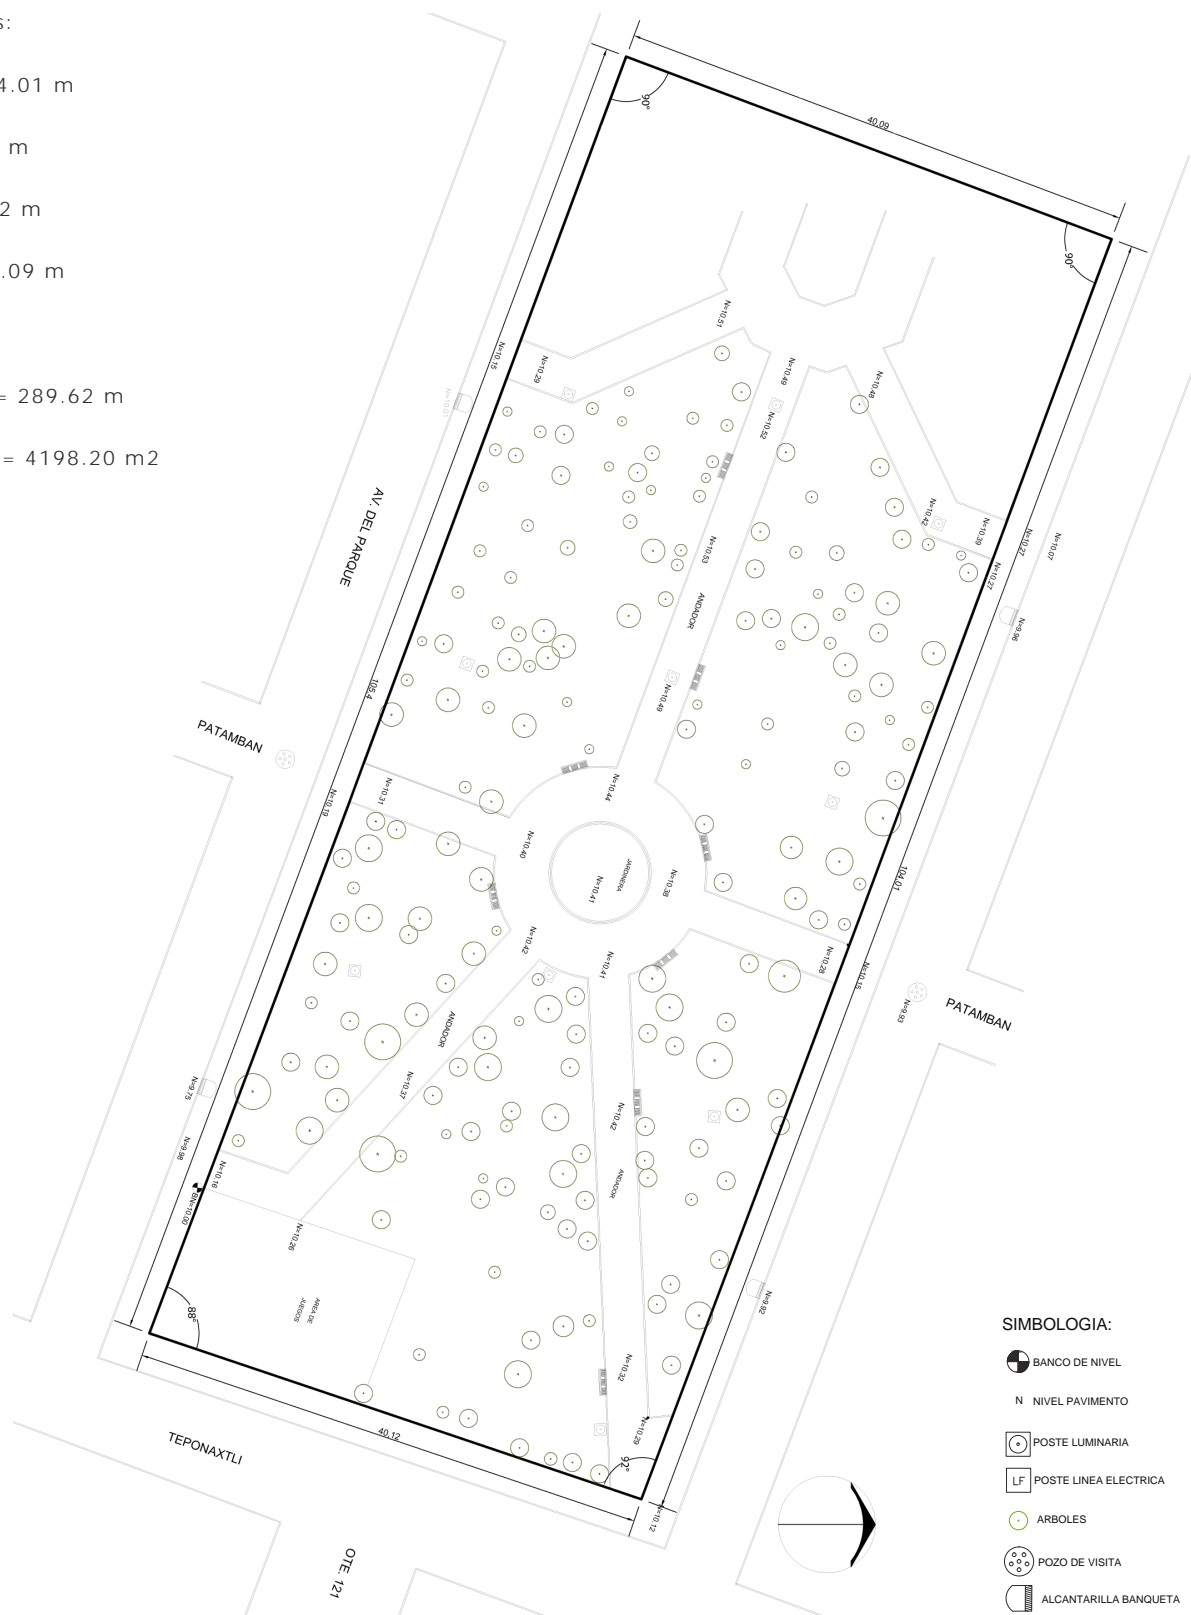 s:
4.01 m
m
2 m
.09 m
= 289.62 m
= 4198.20 m2
40.09
90°
90°
N=10.51
N=10.15
N=10.29
N=10.49
N=10.48
N=10.01
N=10.52
N=10.42
N=10.39
N=10.27
N=10.07
N=10.27
AV. DEL PARQUE
N=10.53
ANDADOR
N=9.96
105.4
N=10.49
PATAMBAN
N=10.31
N=10.19
N=10.44
N=10.40
JARDINERA
N=10.41
N=10.38
104.01
N=10.42
N=10.41
N=10.28
N=10.15
N=9.93
PATAMBAN
ANDADOR
N=10.37
N=9.75
N=9.98
N=10.16
BN=10.00
N=10.42
ANDADOR
N=10.26
AREA DE
JUEGOS
88°
N=9.92
N=10.32
N=10.29
92°
40.12
N=10.12
TEPONAXTLI
OTE. 121
SIMBOLOGIA:
BANCO DE NIVEL
N NIVEL PAVIMENTO
POSTE LUMINARIA
LF POSTE LINEA ELECTRICA
ARBOLES
POZO DE VISITA
ALCANTARILLA BANQUETA